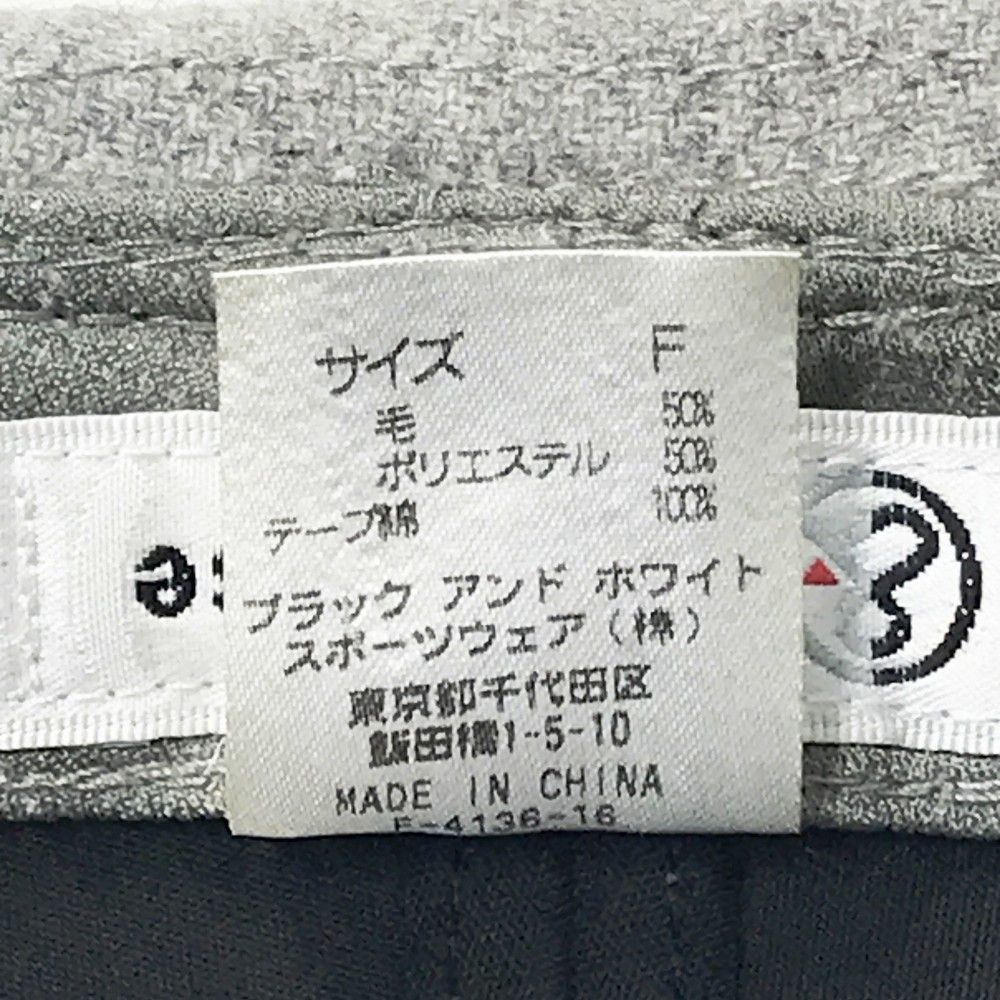 サイズ F
毛 50%
ポリエステル 50%
テープ綿 100%
ブラック アンド ホワイト
スポーツウェア(株)
東京都千代田区
飯田橋1-5-10
MADE IN CHINA
F-4136-16